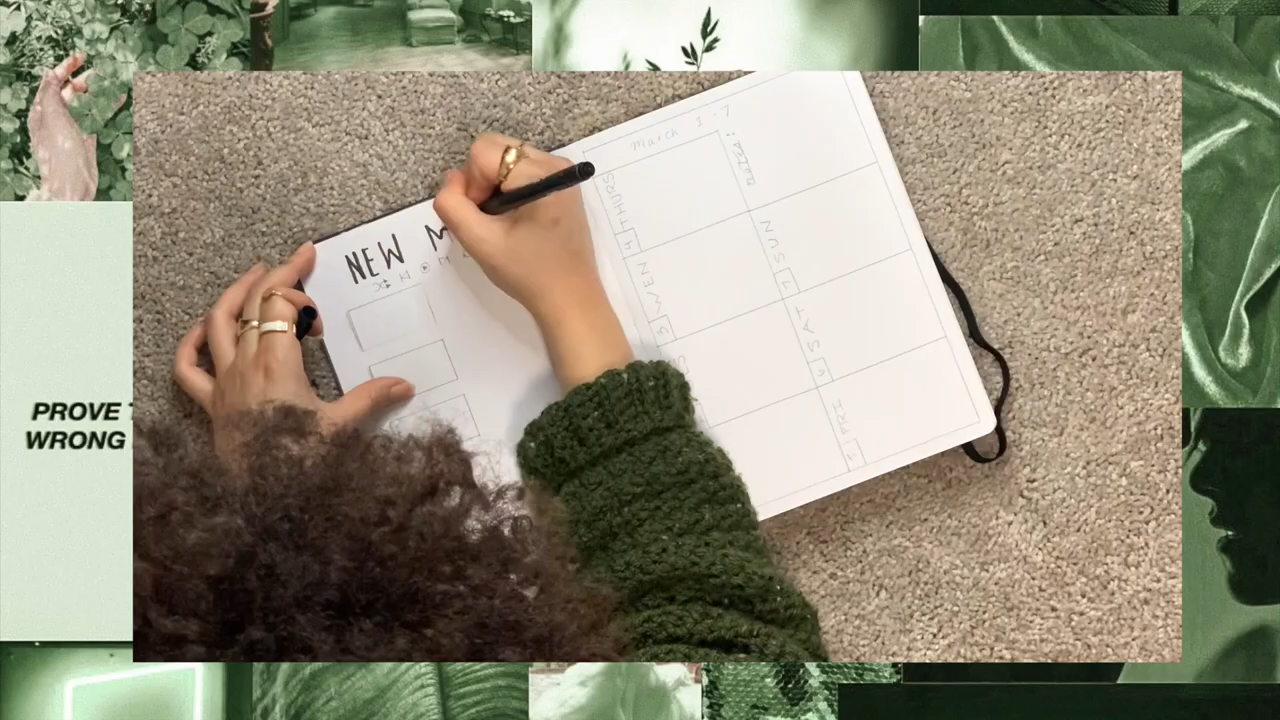 PROVE
WRONG
NEW M
March 1-7
notes:
THURS
4
WEN
3
SUN
7
SAT
6
FRI